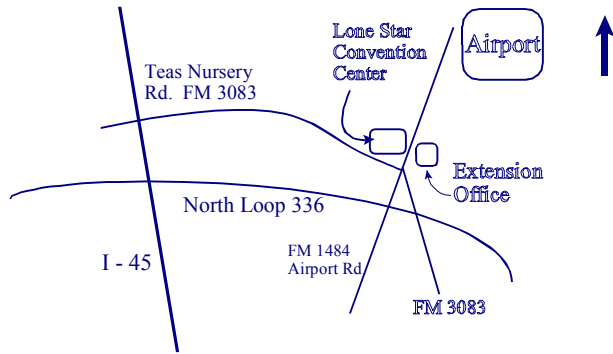 Lone Star
Convention
Center
Airport
Teas Nursery
Rd.  FM 3083
Extension
Office
North Loop 336
FM 1484
Airport Rd
I - 45
FM 3083